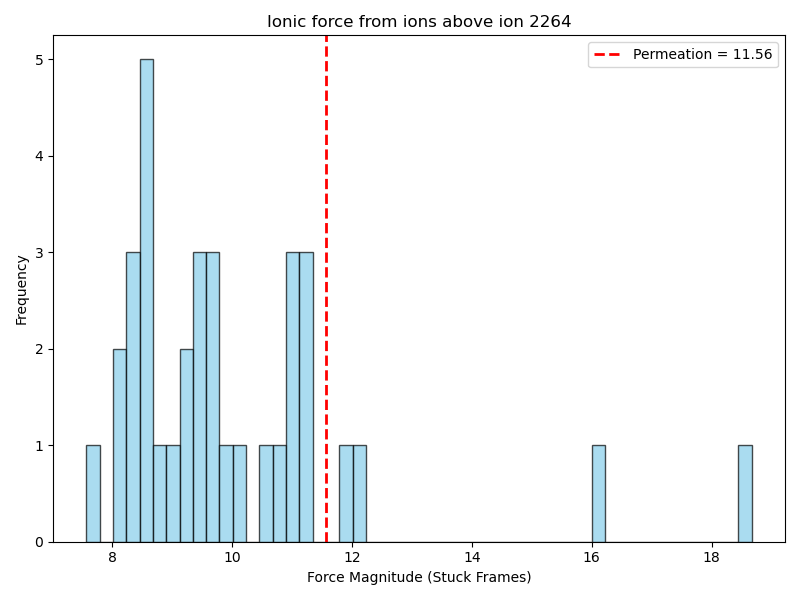 Ionic force from ions above ion 2264
Permeation = 11.56
5
4
3
2
1
0
Frequency
8 10 12 14 16 18
Force Magnitude (Stuck Frames)